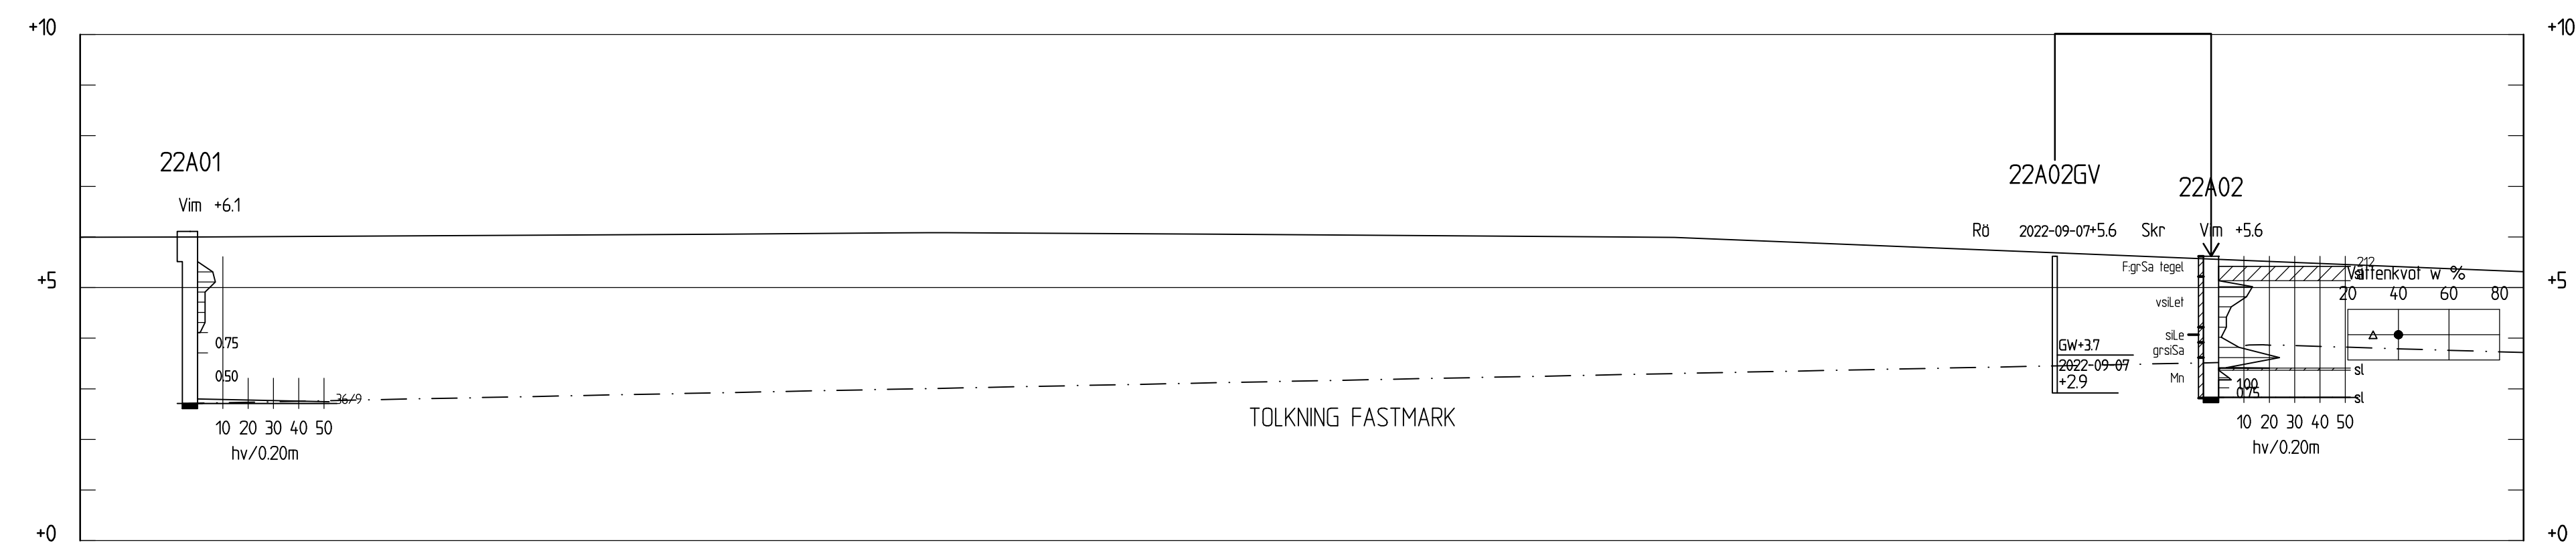 +10 +10
22A01 22A02GV 22A02
Vim +6.1
Rö 2022-09-07+5.6 Skr Vim +5.6
212
F:grSa tegel sl Vattenkvot w %
+5 +5
20 40 60 80
vsiLet
siLe
0.75 GW+3.7 grsiSa
2022-09-07
0.50 +2.9 Mn sl
100
0.75
36/9 sl
TOLKNING FASTMARK
10 20 30 40 50 10 20 30 40 50
hv/0.20m hv/0.20m
+0 +0